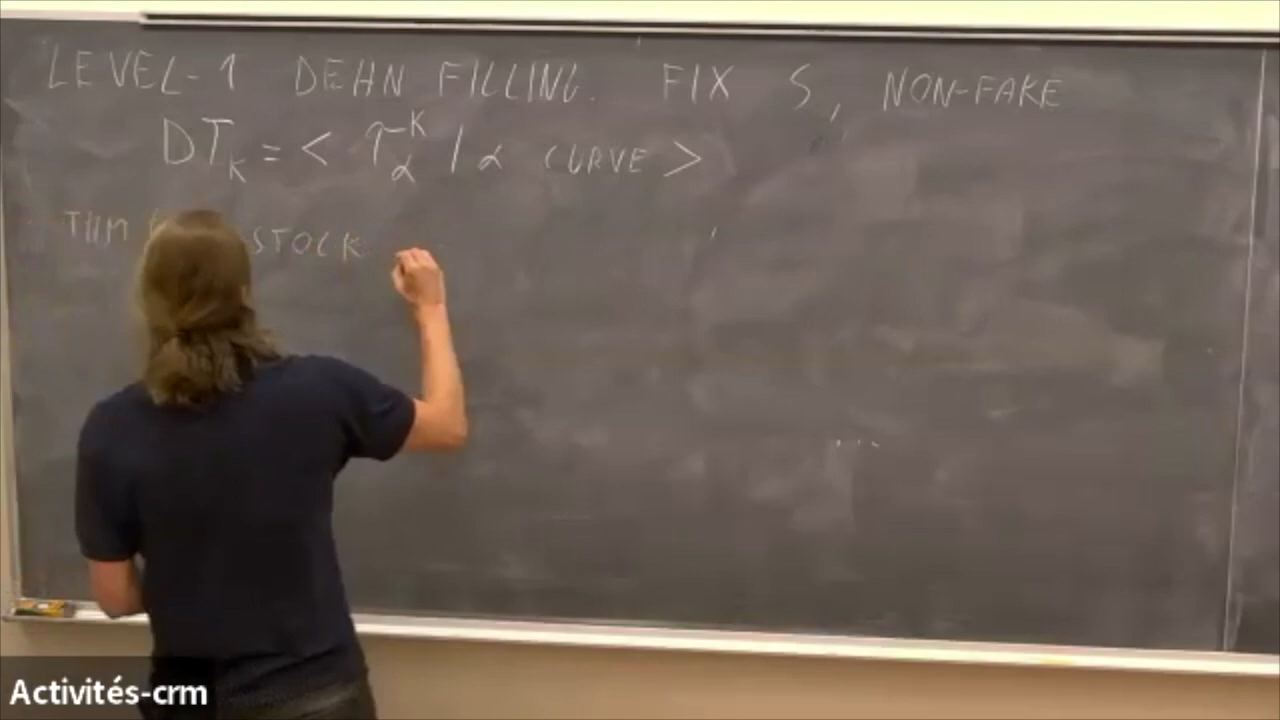 LEVEL-1 DEHN FILLING. FIX S, NON-FAKE
DT_K = < τ_α^K / α CURVE >
THM STOCK
Activités-crm